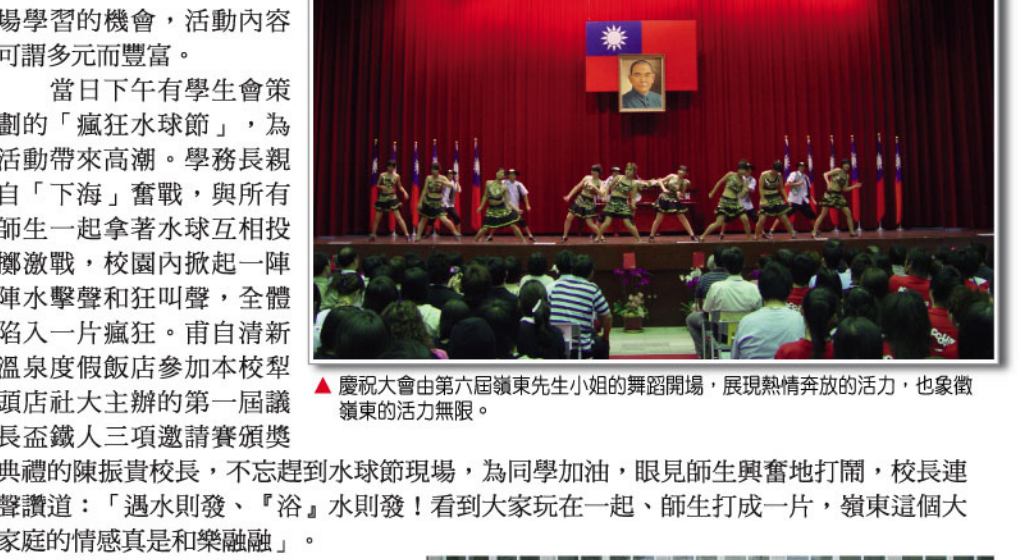 場學習的機會，活動內容
可謂多元而豐富。
當日下午有學生會策
劃的「瘋狂水球節」，為
活動帶來高潮。學務長親
自「下海」奮戰，與所有
師生一起拿著水球互相投
擲激戰，校園內掀起一陣
陣水擊聲和狂叫聲，全體
陷入一片瘋狂。甫自清新
溫泉度假飯店參加本校犁
頭店社大主辦的第一屆議
長盃鐵人三項邀請賽頒獎
典禮的陳振貴校長，不忘趕到水球節現場，為同學加油，眼見師生興奮地打鬧，校長連
聲讚道：「遇水則發、『浴』水則發！看到大家玩在一起、師生打成一片，嶺東這個大
家庭的情感真是和樂融融」。
▲ 慶祝大會由第六屆嶺東先生小姐的舞蹈開場，展現熱情奔放的活力，也象徵
嶺東的活力無限。